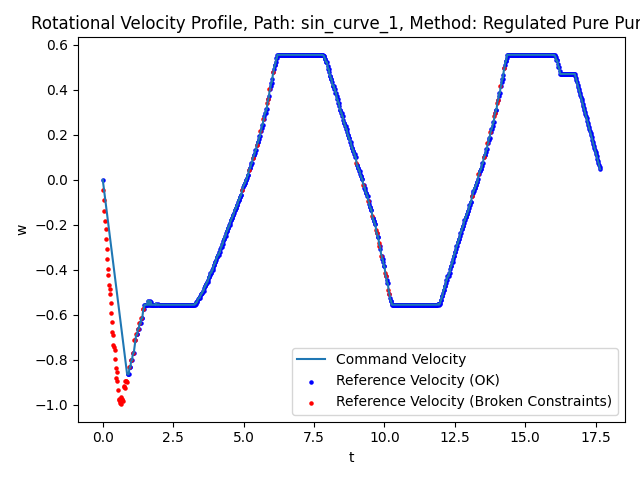 Rotational Velocity Profile, Path: sin_curve_1, Method: Regulated Pure
0.6
0.4
0.2
0.0
−0.2
−0.4
−0.6
−0.8
−1.0
w
0.0
2.5
5.0
7.5
10.0
12.5
15.0
17.5
t
Command Velocity
Reference Velocity (OK)
Reference Velocity (Broken Constraints)